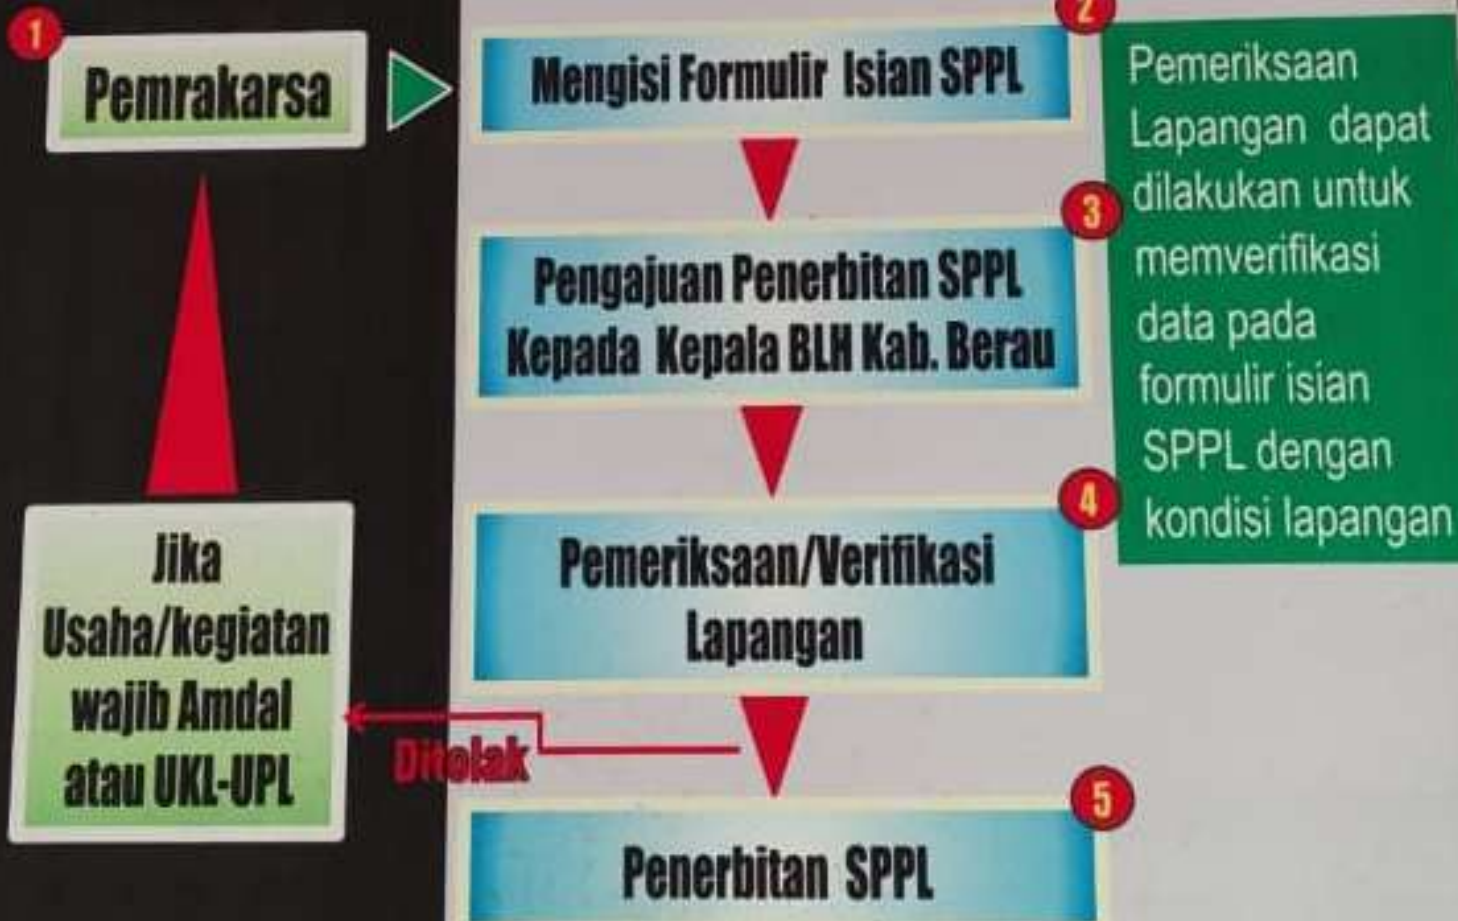 1
Pemrakarsa
2
Mengisi Formulir Isian SPPL
3
Pengajuan Penerbitan SPPL
Kepada Kepala BLH Kab. Berau
4
Pemeriksaan/Verifikasi
Lapangan
Ditolak
5
Penerbitan SPPL
Jika
Usaha/kegiatan
wajib Amdal
atau UKL-UPL
Pemeriksaan
Lapangan dapat
dilakukan untuk
memverifikasi
data pada
formulir isian
SPPL dengan
kondisi lapangan